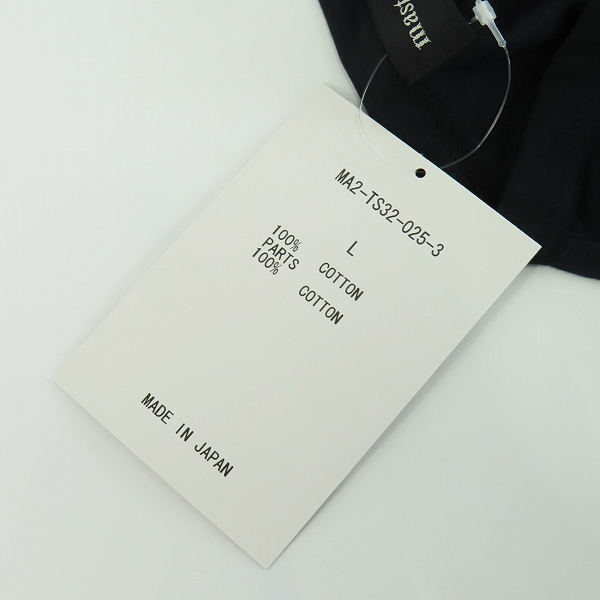 MA2-TS32-025-3
L
100% COTTON
PARTS
100% COTTON
MADE IN JAPAN